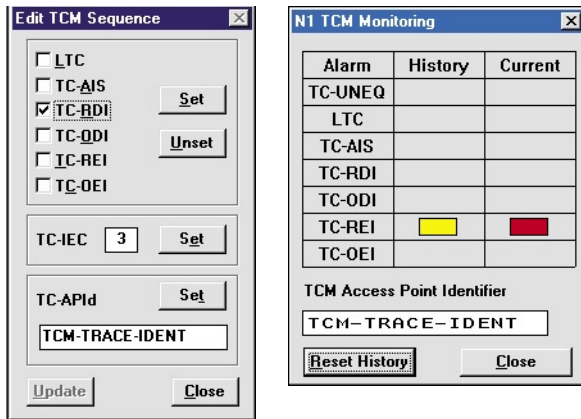 Edit TCM Sequence
LTC
TC-AIS
TC-RDI
TC-ODI
TC-REI
TC-OEI
Set
Unset
TC-IEC 3 Set
TC-APId Set
TCM-TRACE-IDENT
Update Close
N1 TCM Monitoring
Alarm History Current
TC-UNEQ
LTC
TC-AIS
TC-RDI
TC-ODI
TC-REI
TC-OEI
TCM Access Point Identifier
TCM-TRACE-IDENT
Reset History Close